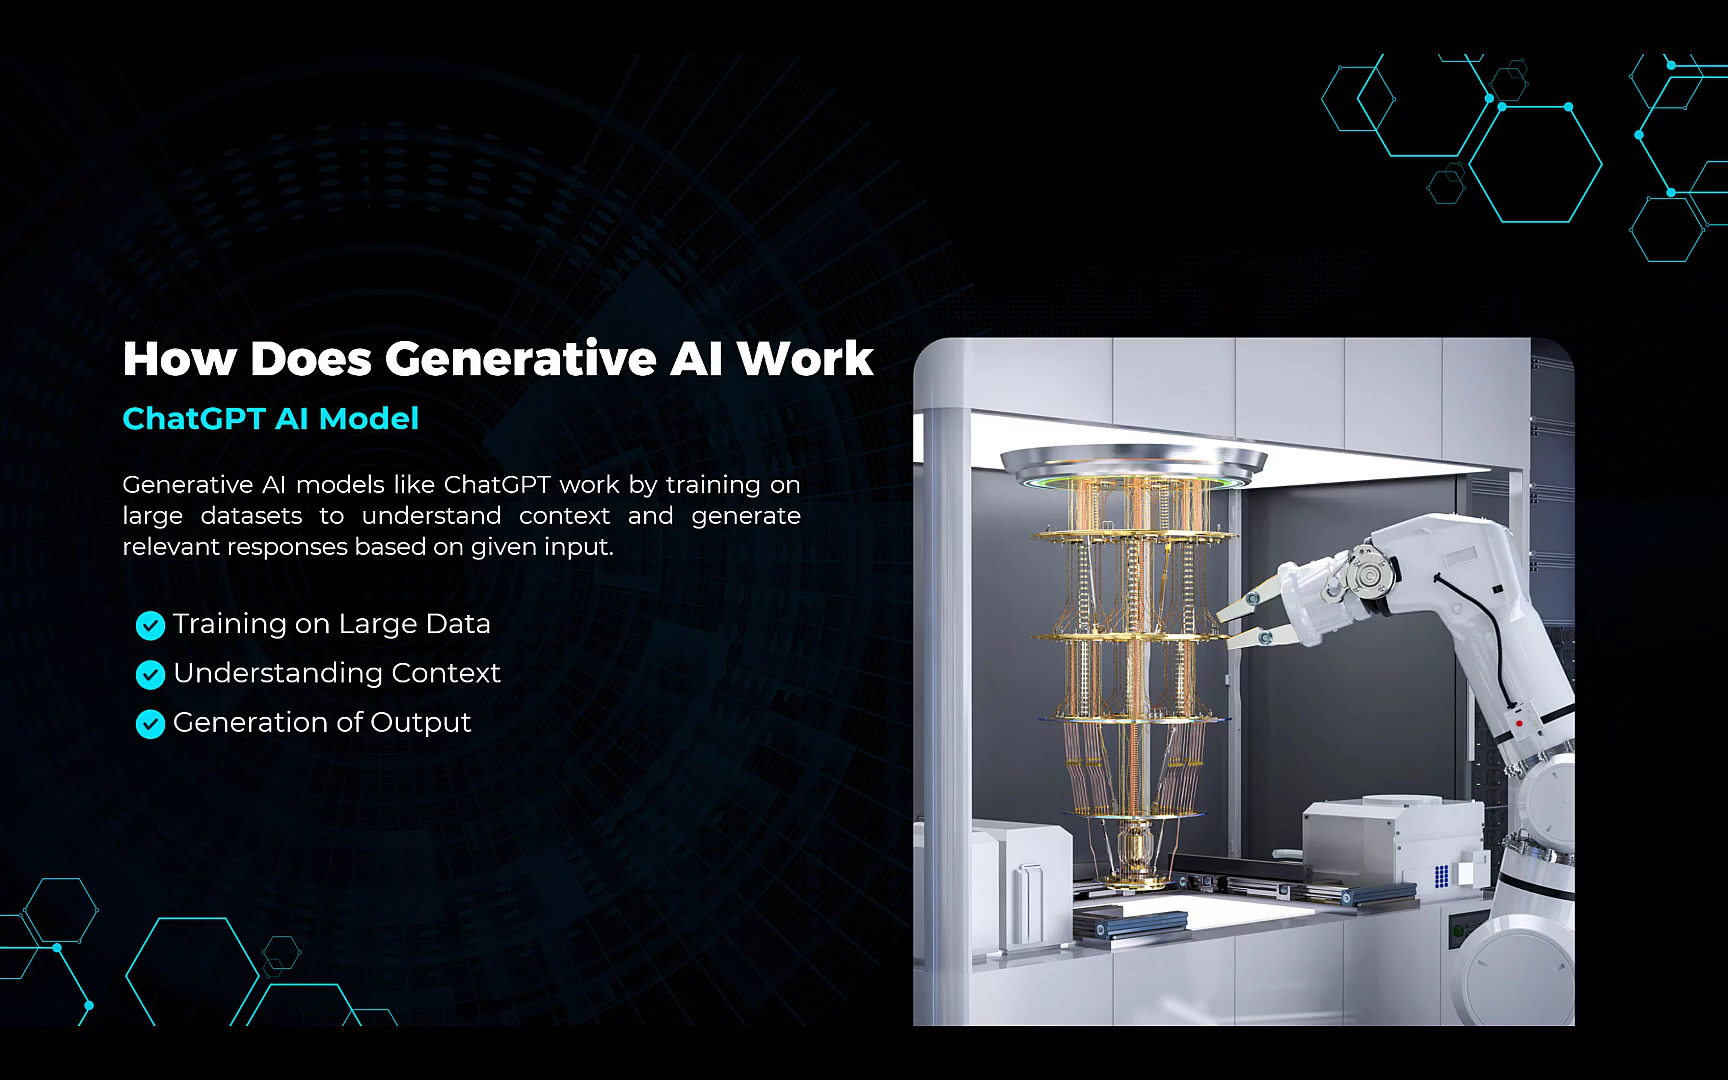 How Does Generative AI Work
ChatGPT AI Model
Generative AI models like ChatGPT work by training on
large datasets to understand context and generate
relevant responses based on given input.
Training on Large Data
Understanding Context
Generation of Output